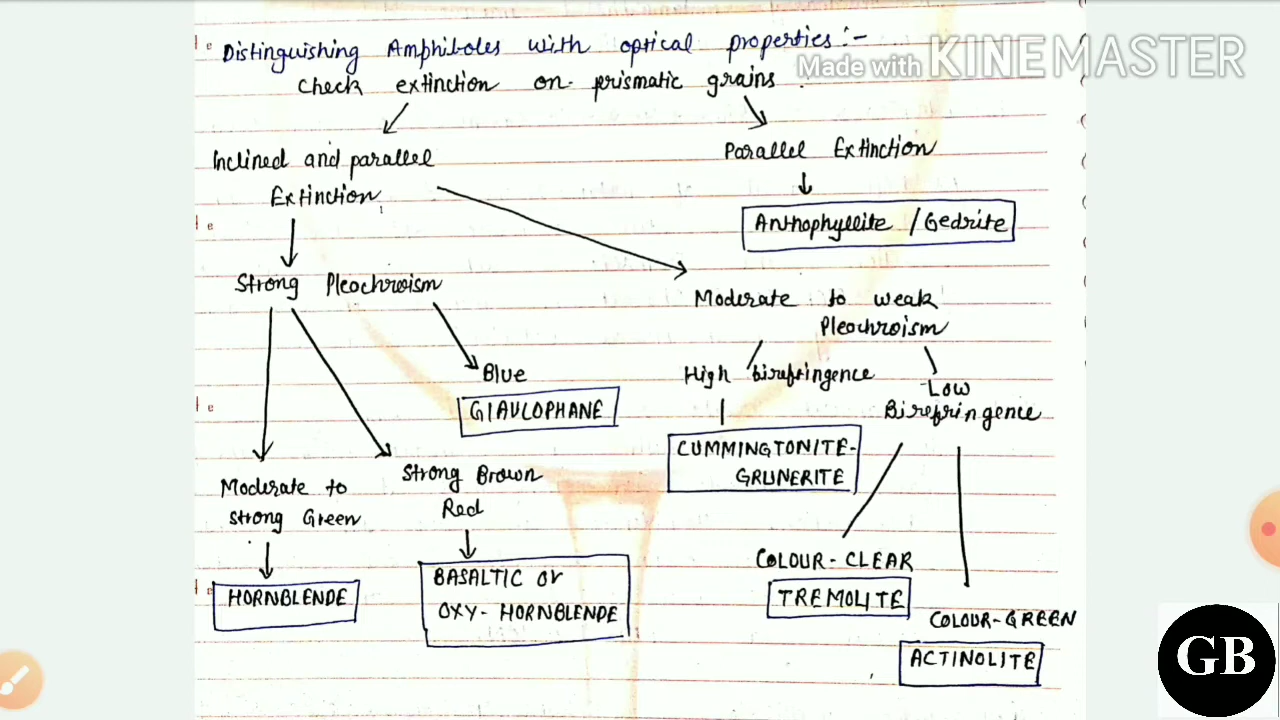 Distinguishing Amphiboles with optical properties:-
Made with KINEMASTER
Check extinction on prismatic grains.
Inclined and parallel
Extinction
Parallel Extinction
Anthophyllite / Gedrite
Strong Pleochroism
Moderate to weak
Pleochroism
Blue
GLAULOPHANE
High birefringence
Low
Birefringence
CUMMINGTONITE-
GRUNERITE
Moderate to
strong Green
HORNBLENDE
Strong Brown
Red
BASALTIC or
OXY-HORNBLENDE
COLOUR-CLEAR
TREMOLITE
COLOUR-GREEN
ACTINOLITE
GB